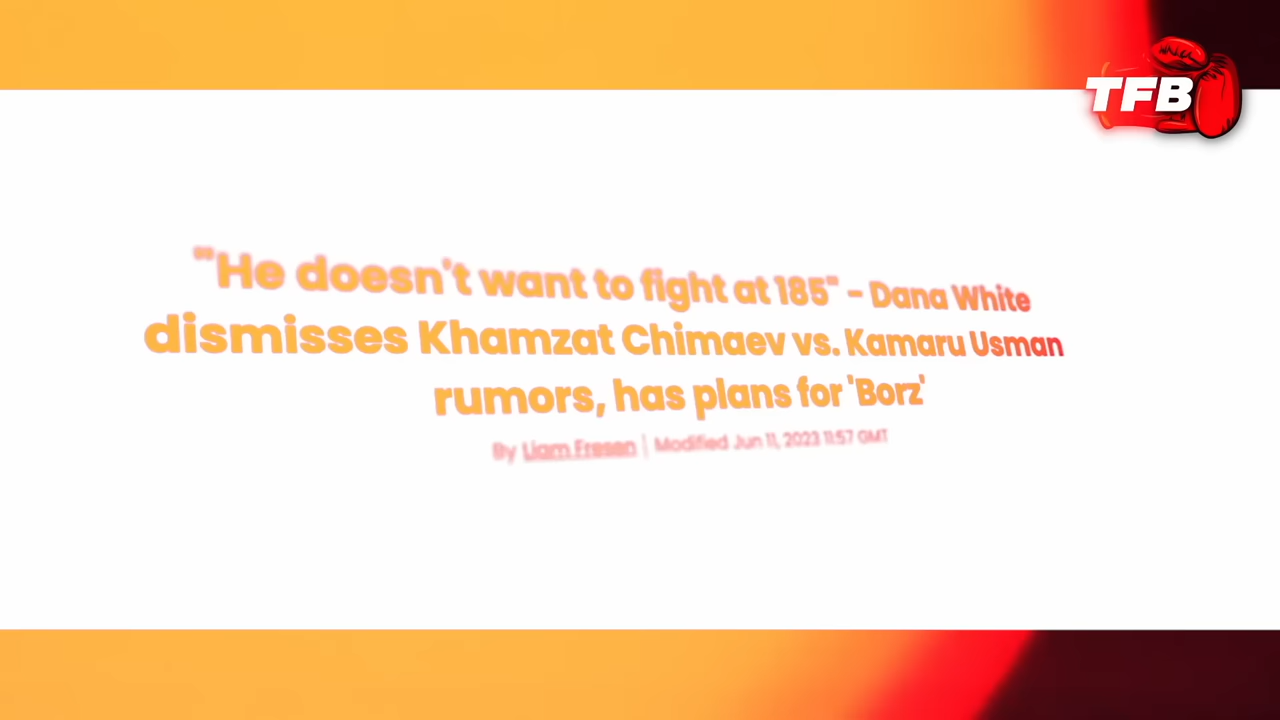 TFB
"He doesn't want to fight at 185" - Dana White
dismisses Khamzat Chimaev vs. Kamaru Usman
rumors, has plans for 'Borz'
By Liam Fresen | Modified Jun 11, 2023 11:57 GMT